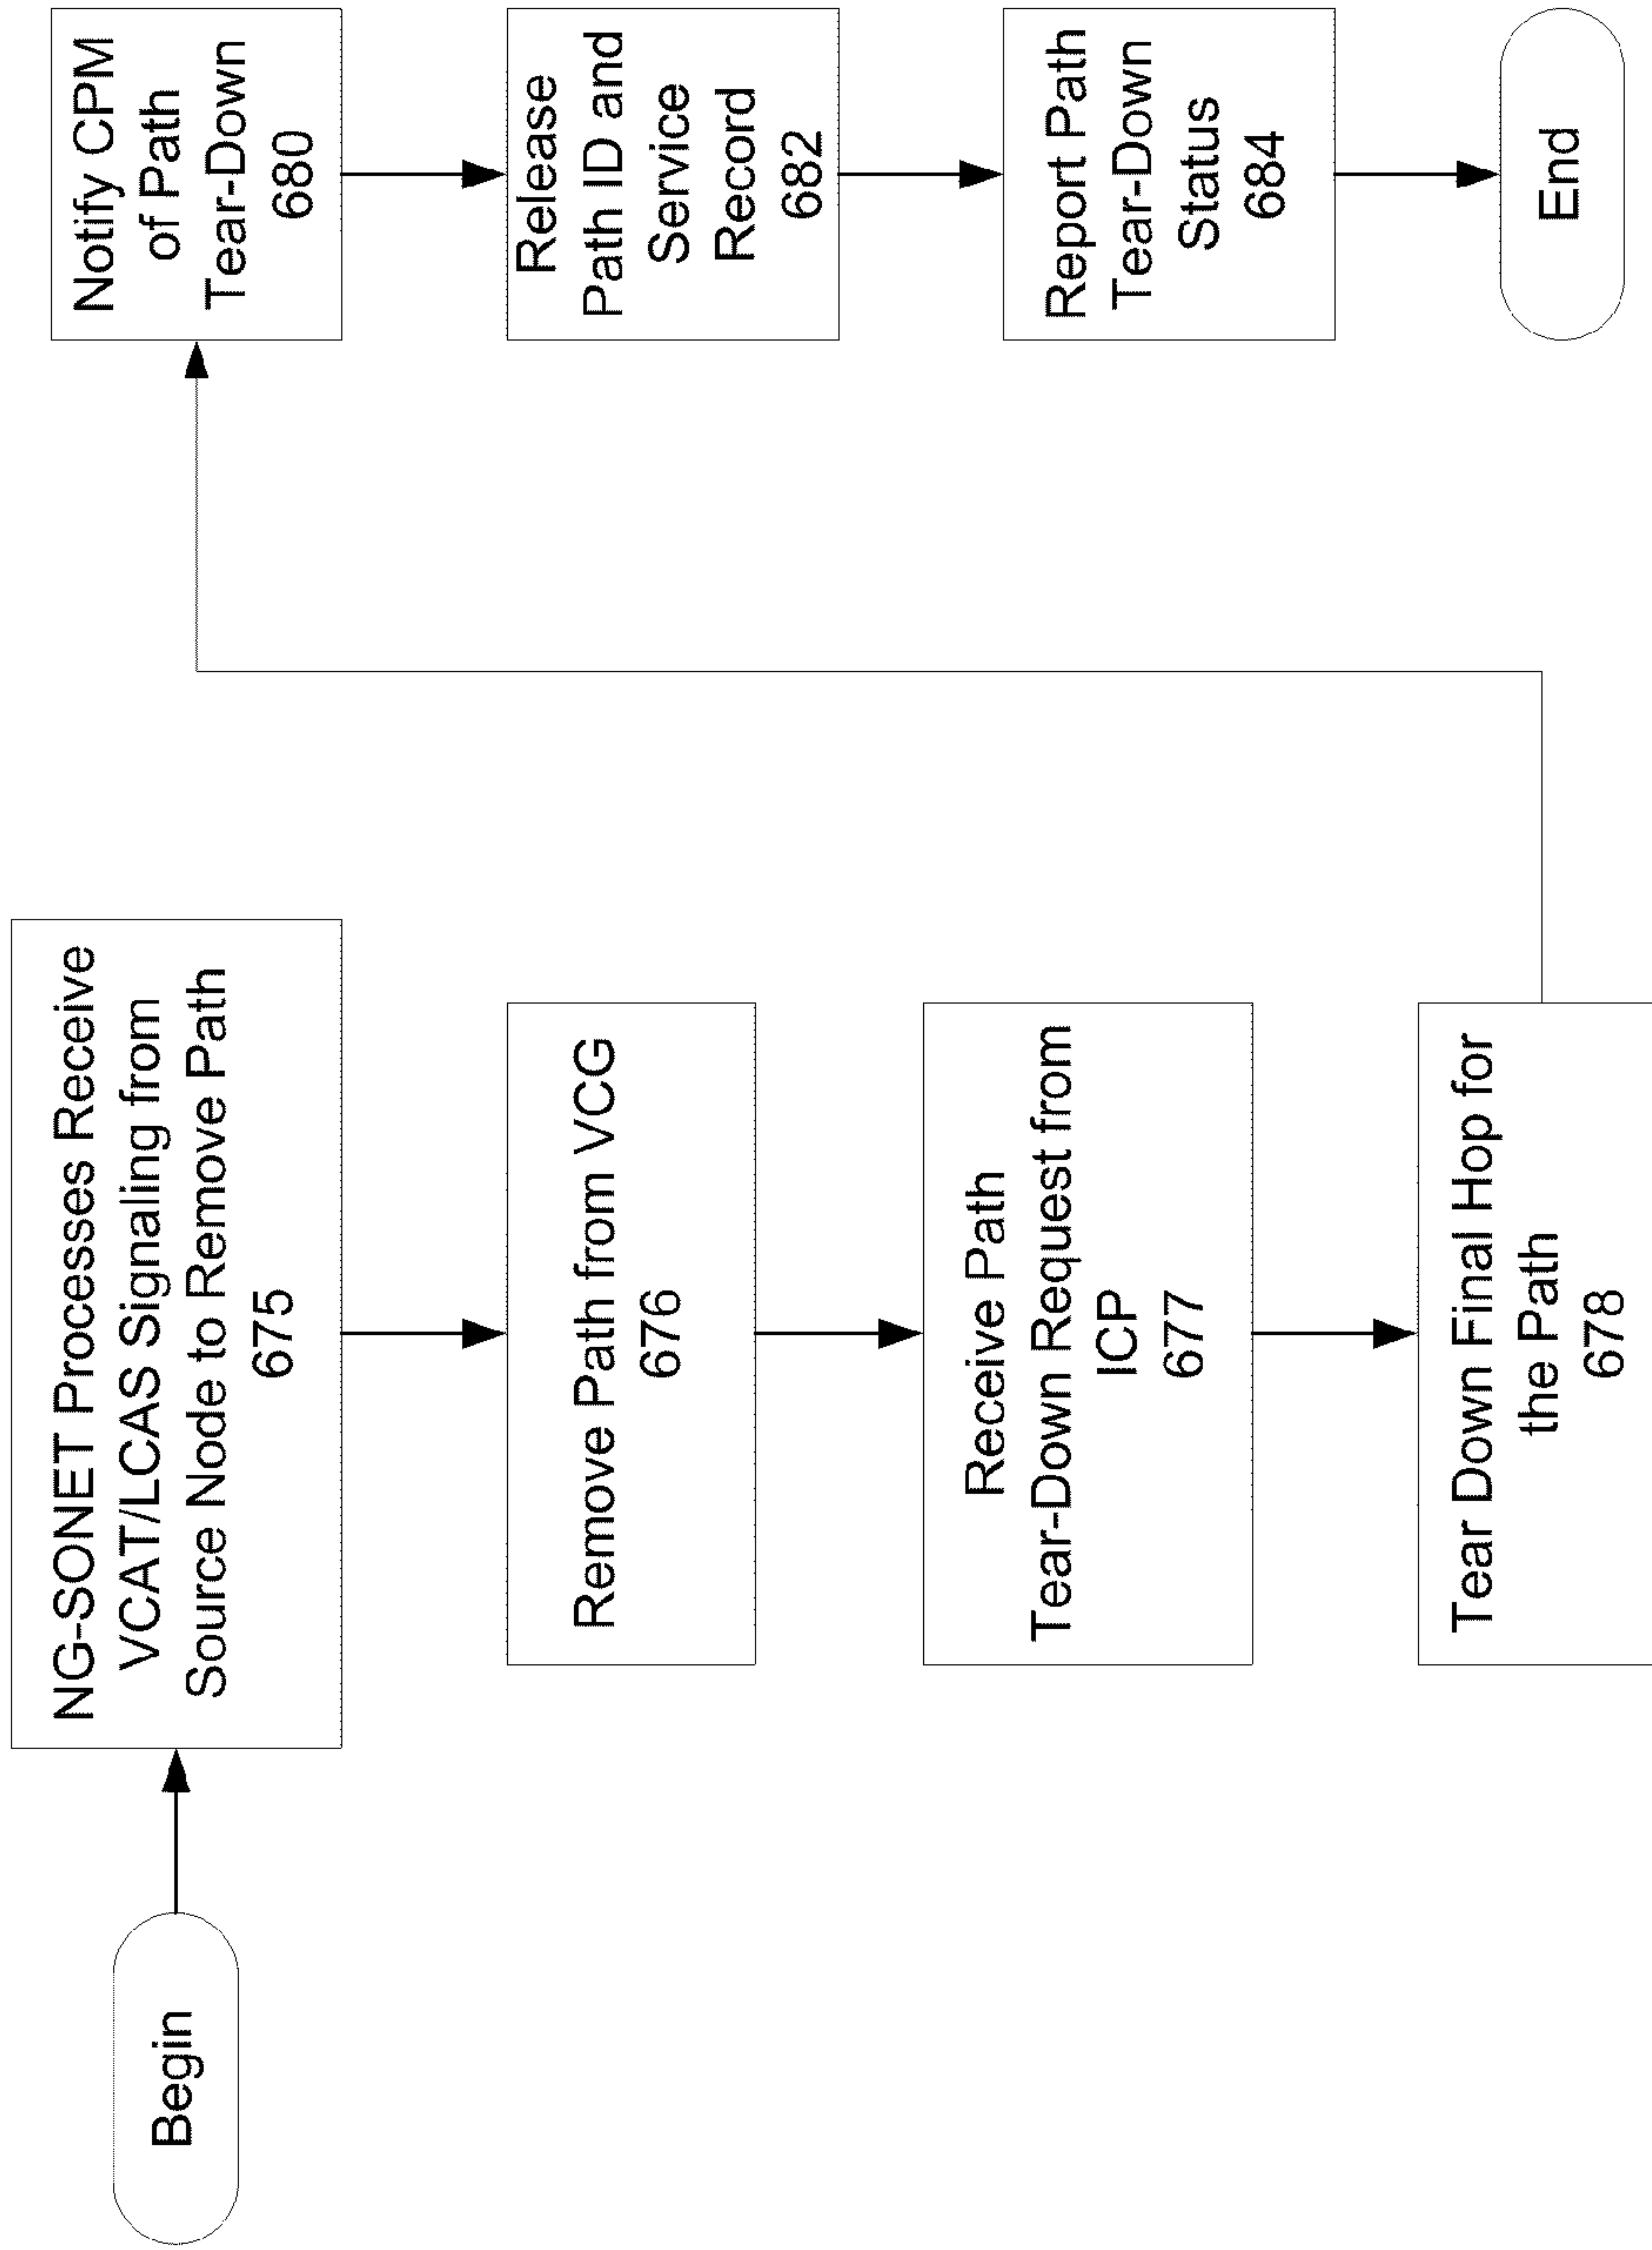 Begin
NG-SONET Processes Receive
VCAT/LCAS Signaling from
Source Node to Remove Path
675
Remove Path from VCG
676
Receive Path
Tear-Down Request from
ICP
677
Tear Down Final Hop for
the Path
678
Notify CPM
of Path
Tear-Down
680
Release
Path ID and
Service
Record
682
Report Path
Tear-Down
Status
684
End